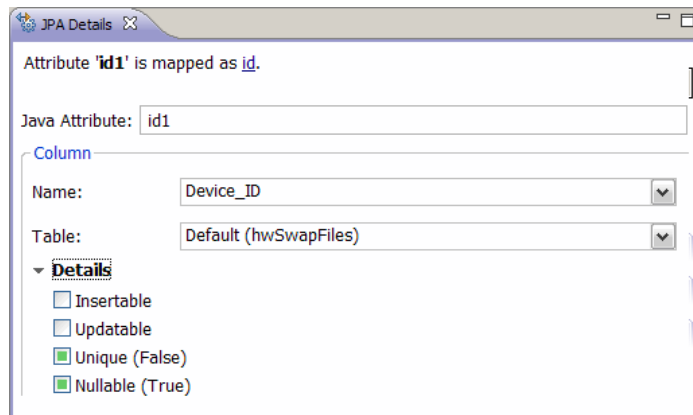 JPA Details
Attribute 'id1' is mapped as id.
Java Attribute: id1
Column
Name: Device_ID
Table: Default (hwSwapFiles)
Details
Insertable
Updatable
Unique (False)
Nullable (True)